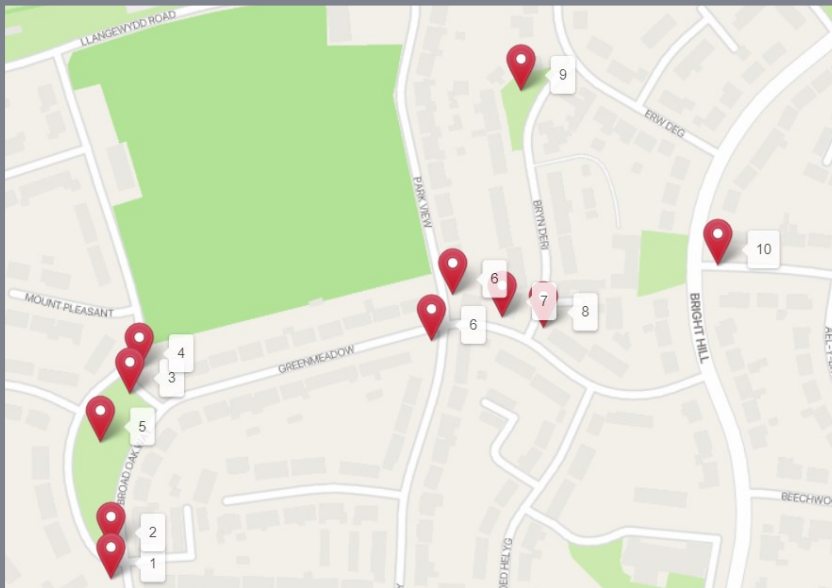 LLANGEWYDD ROAD
9
ERW DEG
PARK VIEW
BRYN DERI
10
6
7
8
MOUNT PLEASANT
6
BRIGHT HILL
4
GREENMEADOW
3
5
BROAD OAK
BEECHWOO
2
1